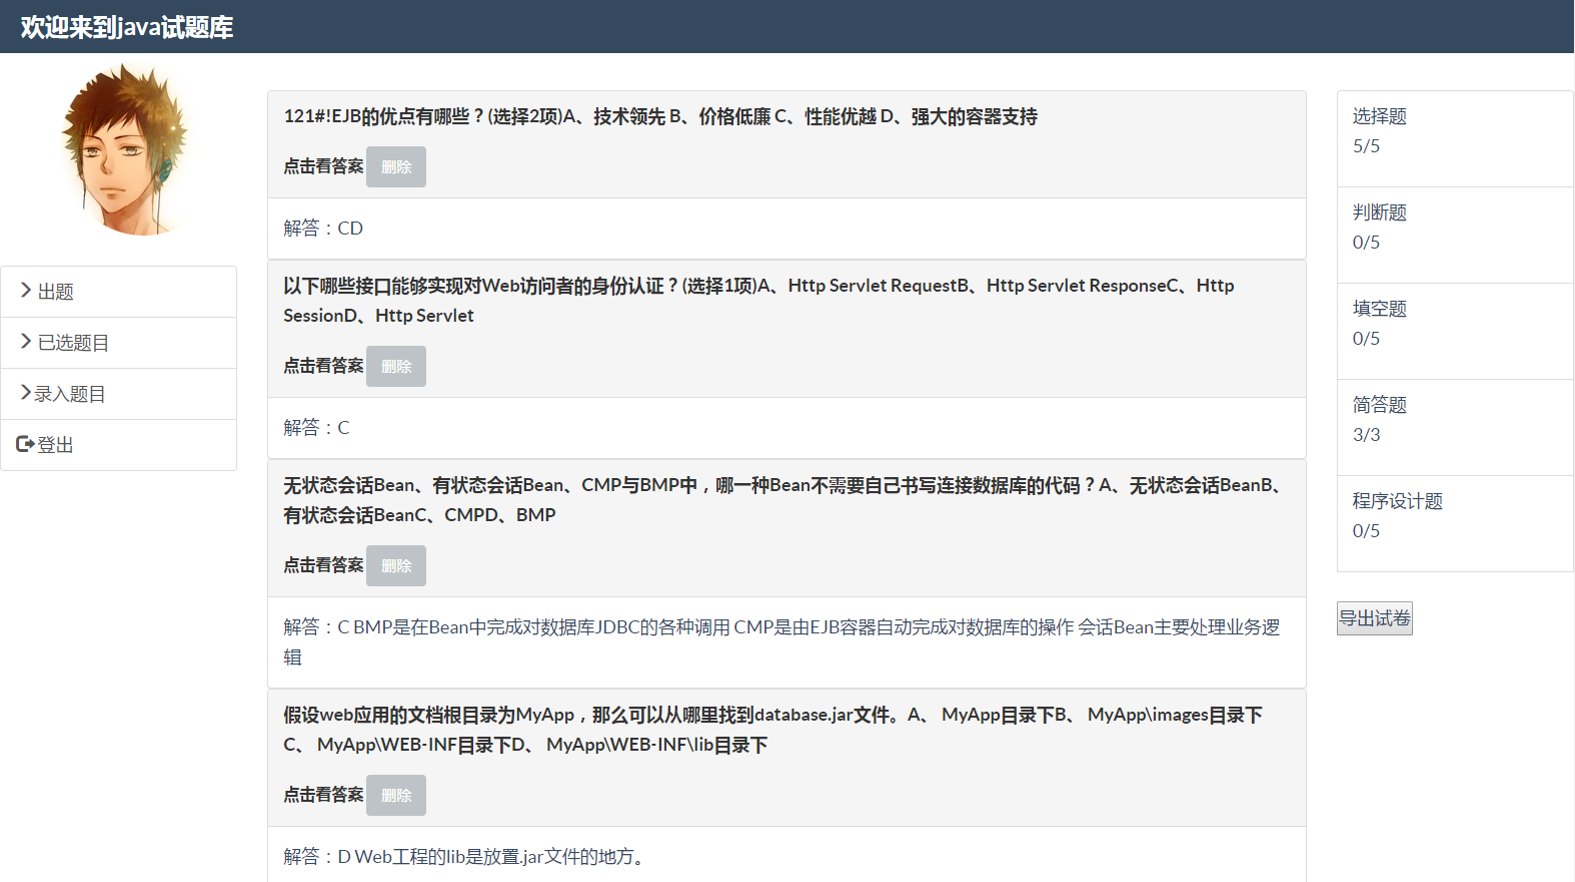 欢迎来到java试题库
出题
已选题目
录入题目
登出
121#!EJB的优点有哪些？(选择2项)A、技术领先 B、价格低廉 C、性能优越 D、强大的容器支持
点击看答案 删除
解答：CD
以下哪些接口能够实现对Web访问者的身份认证？(选择1项)A、Http Servlet RequestB、Http Servlet ResponseC、Http
SessionD、Http Servlet
点击看答案 删除
解答：C
无状态会话Bean、有状态会话Bean、CMP与BMP中，哪一种Bean不需要自己书写连接数据库的代码？A、无状态会话BeanB、
有状态会话BeanC、CMPD、BMP
点击看答案 删除
解答：C BMP是在Bean中完成对数据库JDBC的各种调用 CMP是由EJB容器自动完成对数据库的操作 会话Bean主要处理业务逻
辑
假设web应用的文档根目录为MyApp，那么可以从哪里找到database.jar文件。A、 MyApp目录下B、 MyApp\images目录下
C、 MyApp\WEB-INF目录下D、 MyApp\WEB-INF\lib目录下
点击看答案 删除
解答：D Web工程的lib是放置.jar文件的地方。
选择题
5/5
判断题
0/5
填空题
0/5
简答题
3/3
程序设计题
0/5
导出试卷